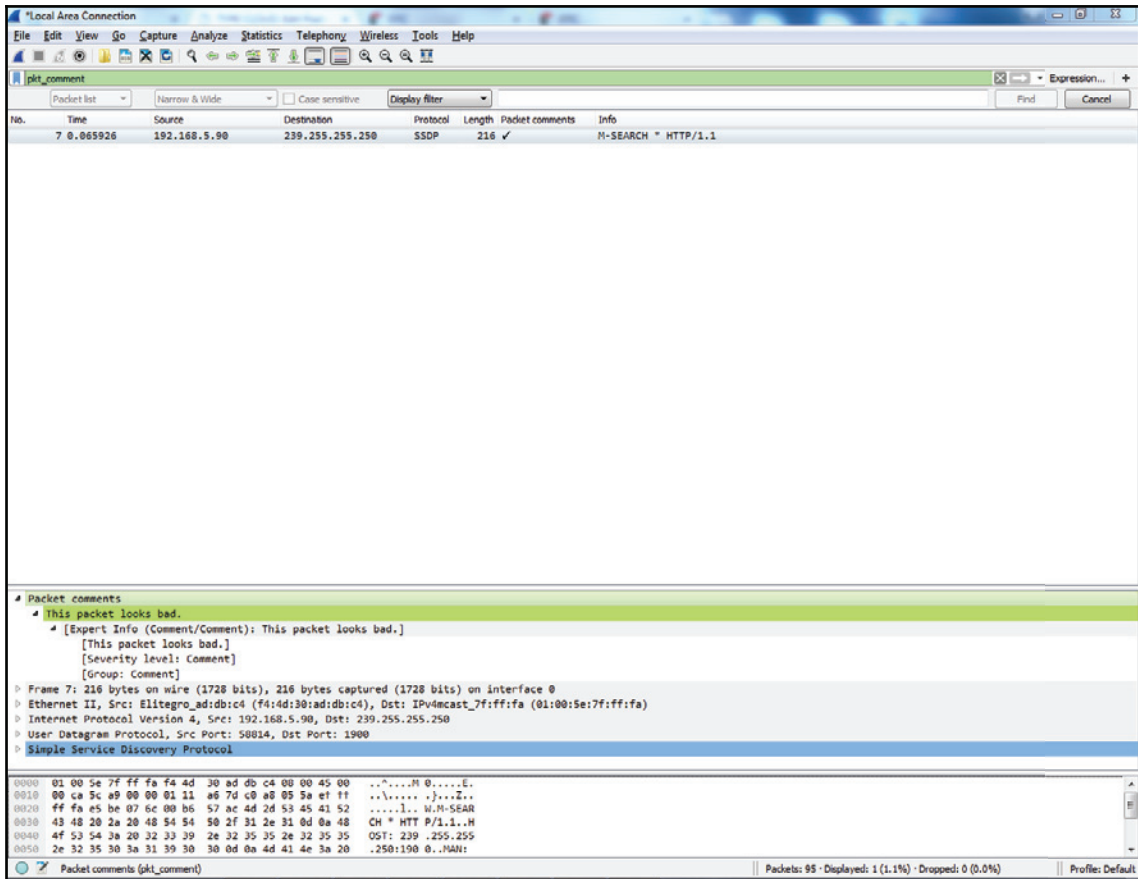 *Local Area Connection
File Edit View Go Capture Analyze Statistics Telephony Wireless Tools Help
pkt_comment Expression... +
Packet list Narrow & Wide Case sensitive Display filter Find Cancel
No. Time Source Destination Protocol Length Packet comments Info
7 0.065926 192.168.5.90 239.255.255.250 SSDP 216 ✓ M-SEARCH * HTTP/1.1
Packet comments
This packet looks bad.
[Expert Info (Comment/Comment): This packet looks bad.]
[This packet looks bad.]
[Severity level: Comment]
[Group: Comment]
Frame 7: 216 bytes on wire (1728 bits), 216 bytes captured (1728 bits) on interface 0
Ethernet II, Src: Elitegro_ad:db:c4 (f4:4d:30:ad:db:c4), Dst: IPv4mcast_7f:ff:fa (01:00:5e:7f:ff:fa)
Internet Protocol Version 4, Src: 192.168.5.90, Dst: 239.255.255.250
User Datagram Protocol, Src Port: 58814, Dst Port: 1900
Simple Service Discovery Protocol
0000 01 00 5e 7f ff fa f4 4d 30 ad db c4 08 00 45 00 ..^....M 0.....E.
0010 00 ca 5c a9 00 00 01 11 a6 7d c0 a8 05 5a ef ff ..\..... .}...Z..
0020 ff fa e5 be 07 6c 00 b6 57 ac 4d 2d 53 45 41 52 .....l.. W.M-SEAR
0030 43 48 20 2a 20 48 54 54 50 2f 31 2e 31 0d 0a 48 CH * HTT P/1.1..H
0040 4f 53 54 3a 20 32 33 39 2e 32 35 35 2e 32 35 35 OST: 239 .255.255
0050 2e 32 35 30 3a 31 39 30 30 0d 0a 4d 41 4e 3a 20 .250:190 0..MAN:
Packet comments (pkt_comment) Packets: 95 · Displayed: 1 (1.1%) · Dropped: 0 (0.0%) Profile: Default